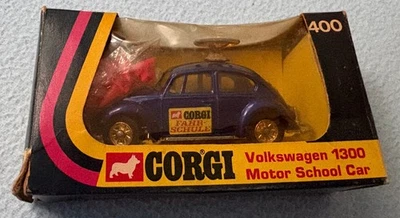 400
CORGI
FAHR
SCHULE
CORGI
Volkswagen 1300
Motor School Car